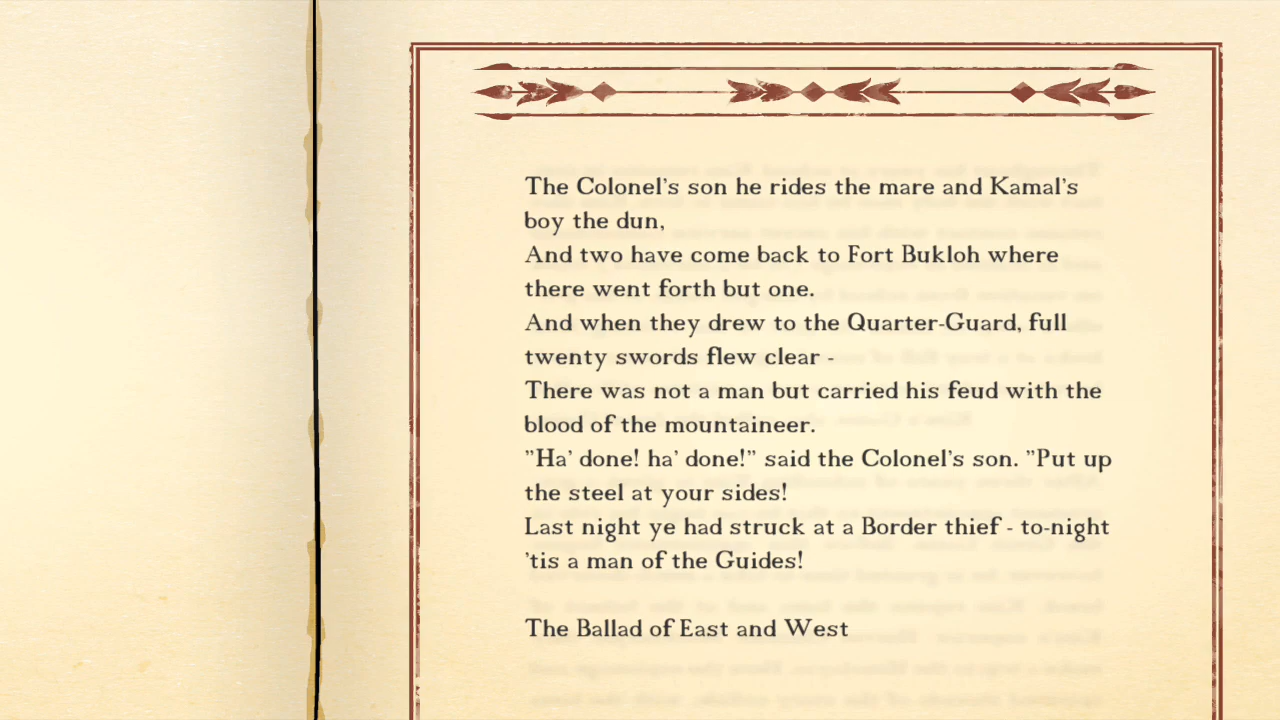 The Colonel's son he rides the mare and Kamal's
boy the dun,
And two have come back to Fort Bukloh where
there went forth but one.
And when they drew to the Quarter-Guard, full
twenty swords flew clear -
There was not a man but carried his feud with the
blood of the mountaineer.
"Ha' done! ha' done!" said the Colonel's son. "Put up
the steel at your sides!
Last night ye had struck at a Border thief - to-night
'tis a man of the Guides!
The Ballad of East and West